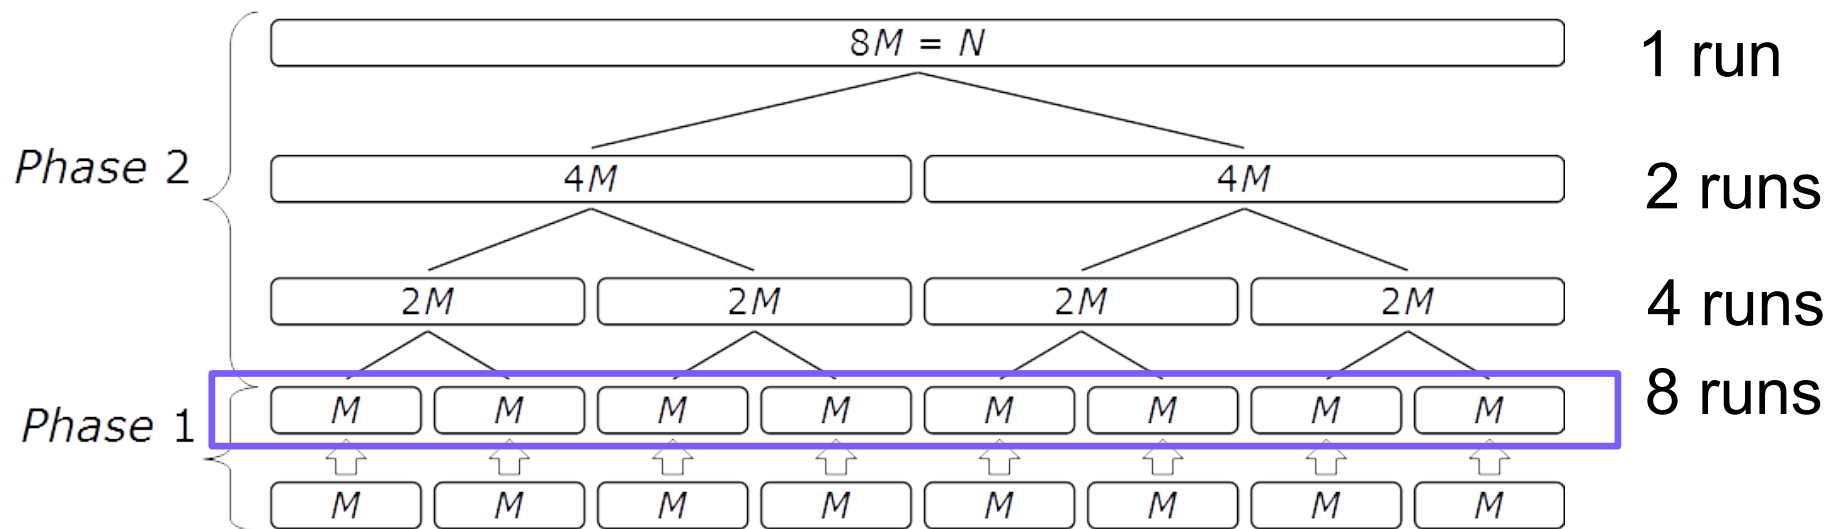 8M = N
1 run
Phase 2
4M 4M
2 runs
2M 2M 2M 2M
4 runs
M M M M M M M M
8 runs
Phase 1
M M M M M M M M